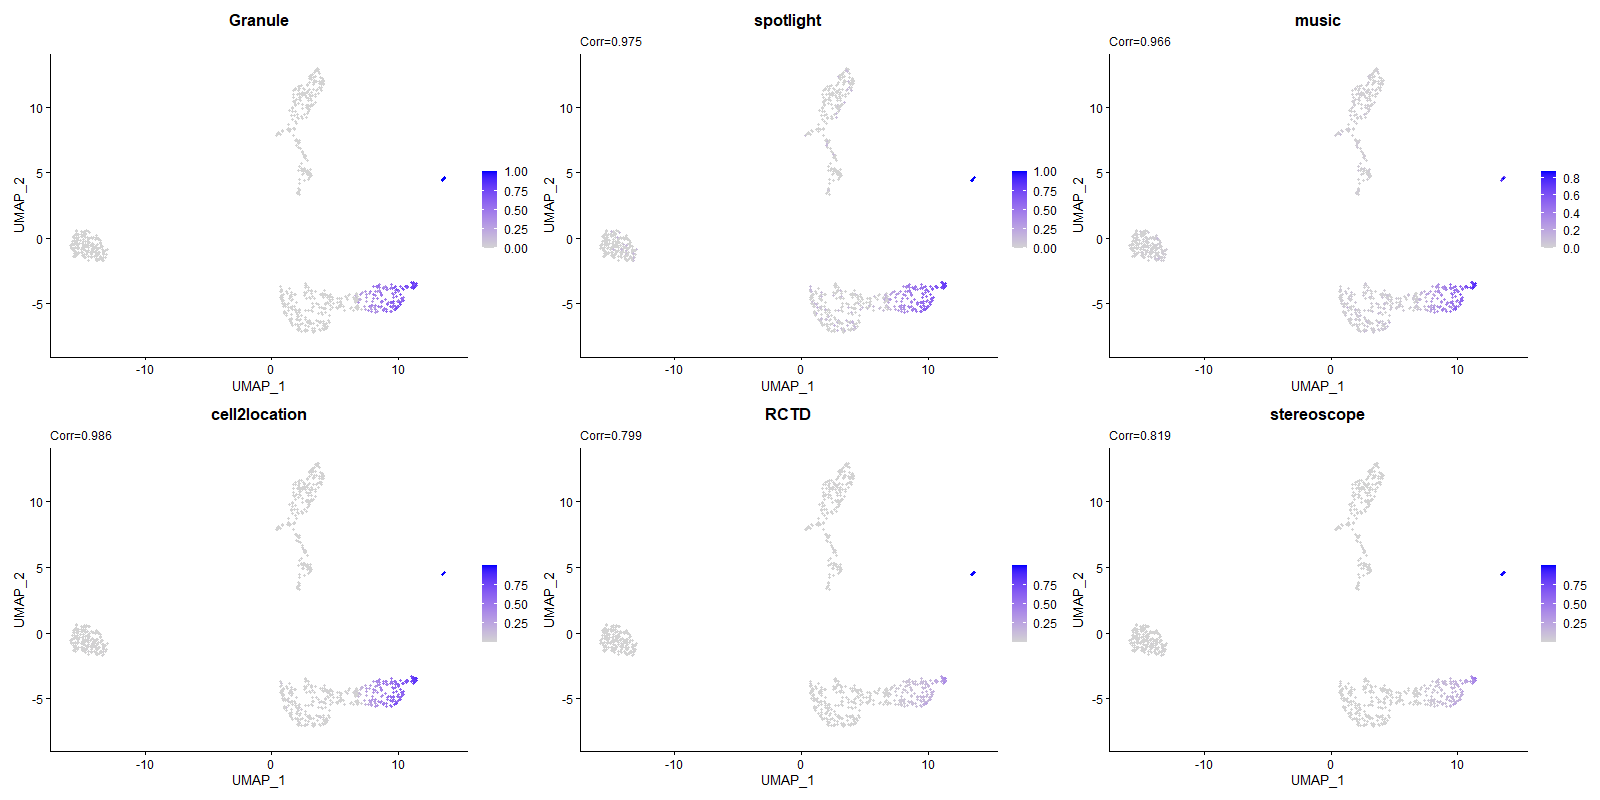 Granule
10
5
0
-5
-10
0
10
UMAP_1
UMAP_2
1.00
0.75
0.50
0.25
0.00
spotlight
Corr=0.975
10
5
0
-5
-10
0
10
UMAP_1
UMAP_2
1.00
0.75
0.50
0.25
0.00
music
Corr=0.966
10
5
0
-5
-10
0
10
UMAP_1
UMAP_2
0.8
0.6
0.4
0.2
0.0
cell2location
Corr=0.986
10
5
0
-5
-10
0
10
UMAP_1
UMAP_2
0.75
0.50
0.25
RCTD
Corr=0.799
10
5
0
-5
-10
0
10
UMAP_1
UMAP_2
0.75
0.50
0.25
stereoscope
Corr=0.819
10
5
0
-5
-10
0
10
UMAP_1
UMAP_2
0.75
0.50
0.25